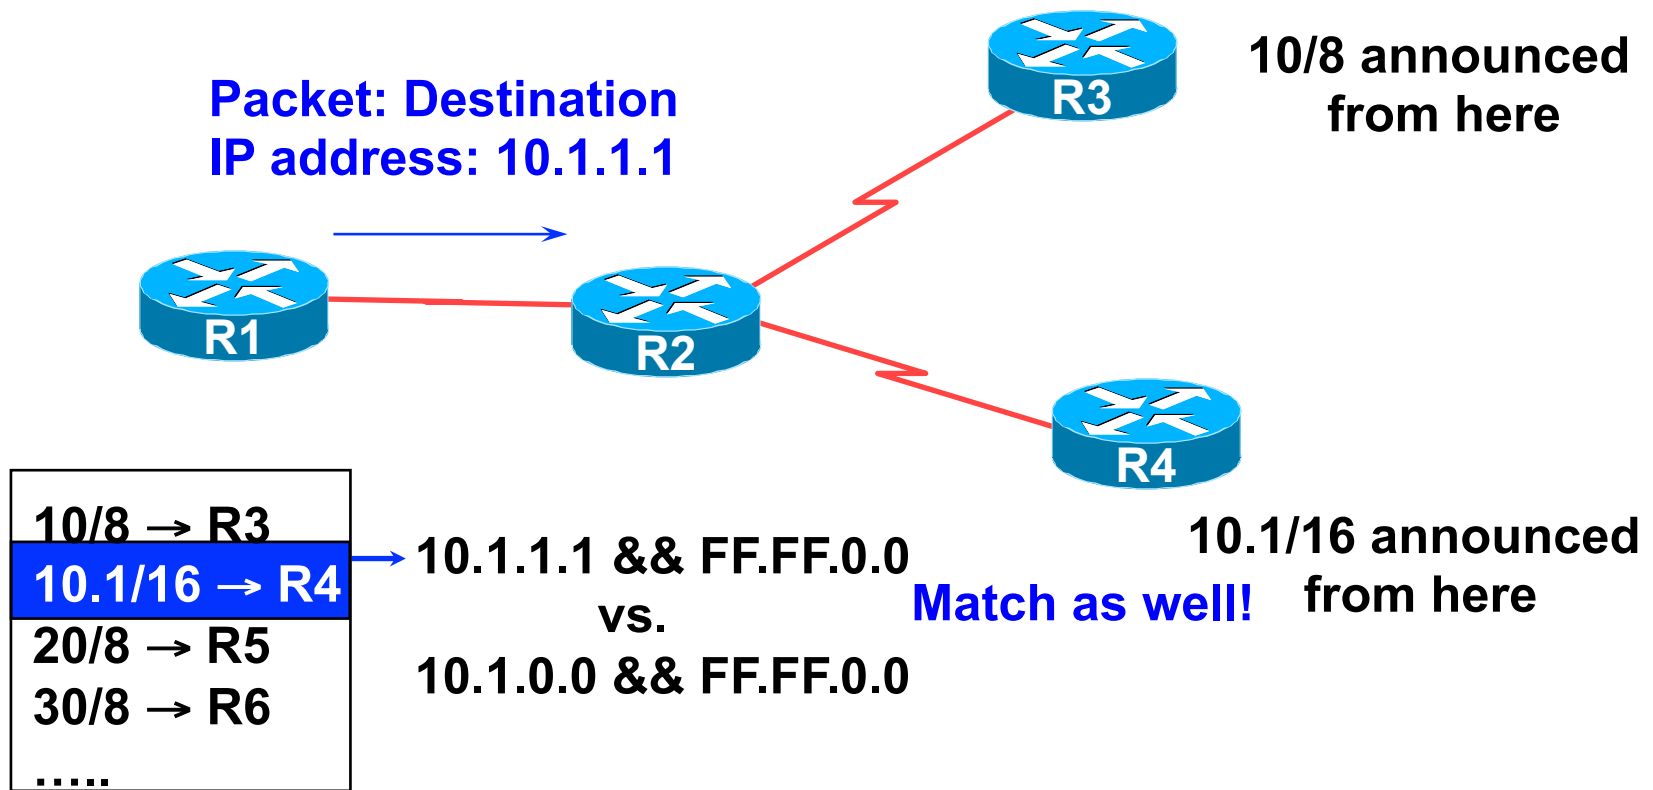 Packet: Destination
IP address: 10.1.1.1
R3
10/8 announced
from here
R1
R2
R4
10.1/16 announced
from here
10/8 → R3
10.1/16 → R4
20/8 → R5
30/8 → R6
…..
10.1.1.1 && FF.FF.0.0
vs.
10.1.0.0 && FF.FF.0.0
Match as well!